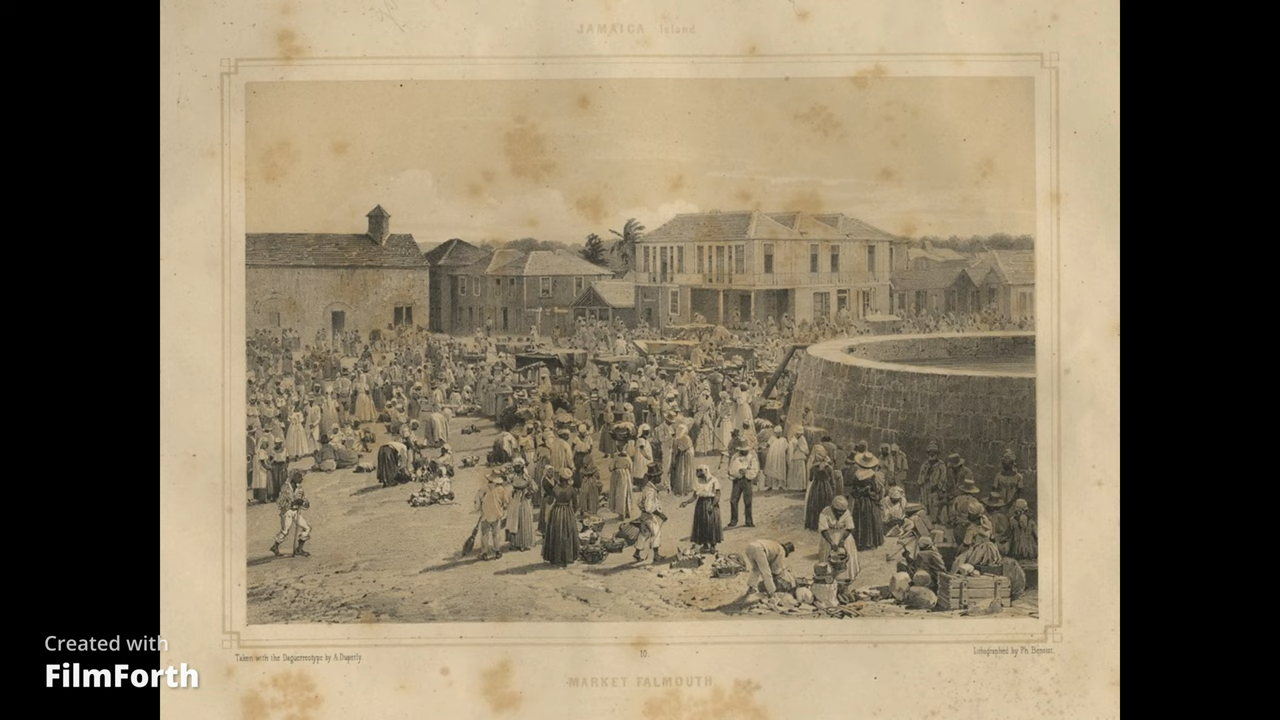 JAMAICA Island
Taken with the Daguerreotype by A.Duperly.
10.
Lithographed by Ph. Benoist.
MARKET FALMOUTH
Created with
FilmForth